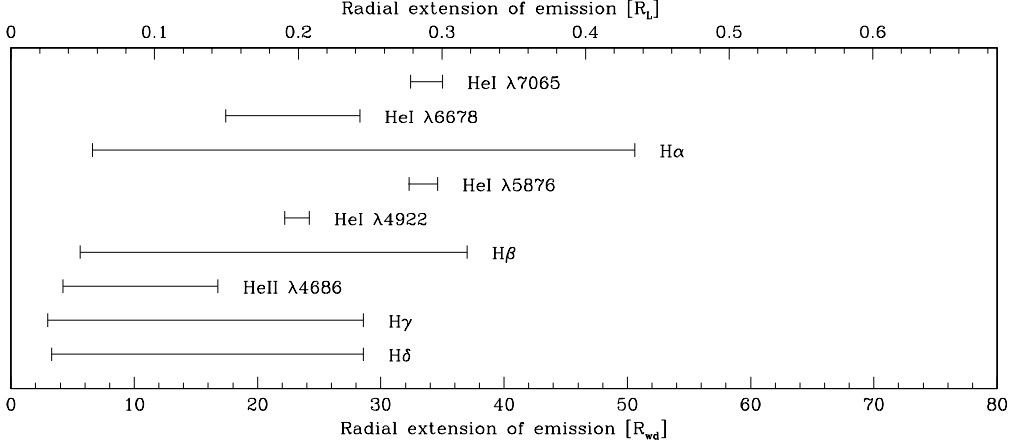 Radial extension of emission [R_L]
0 0.1 0.2 0.3 0.4 0.5 0.6
HeI λ7065
HeI λ6678
Hα
HeI λ5876
HeI λ4922
Hβ
HeII λ4686
Hγ
Hδ
0 10 20 30 40 50 60 70 80
Radial extension of emission [R_wd]